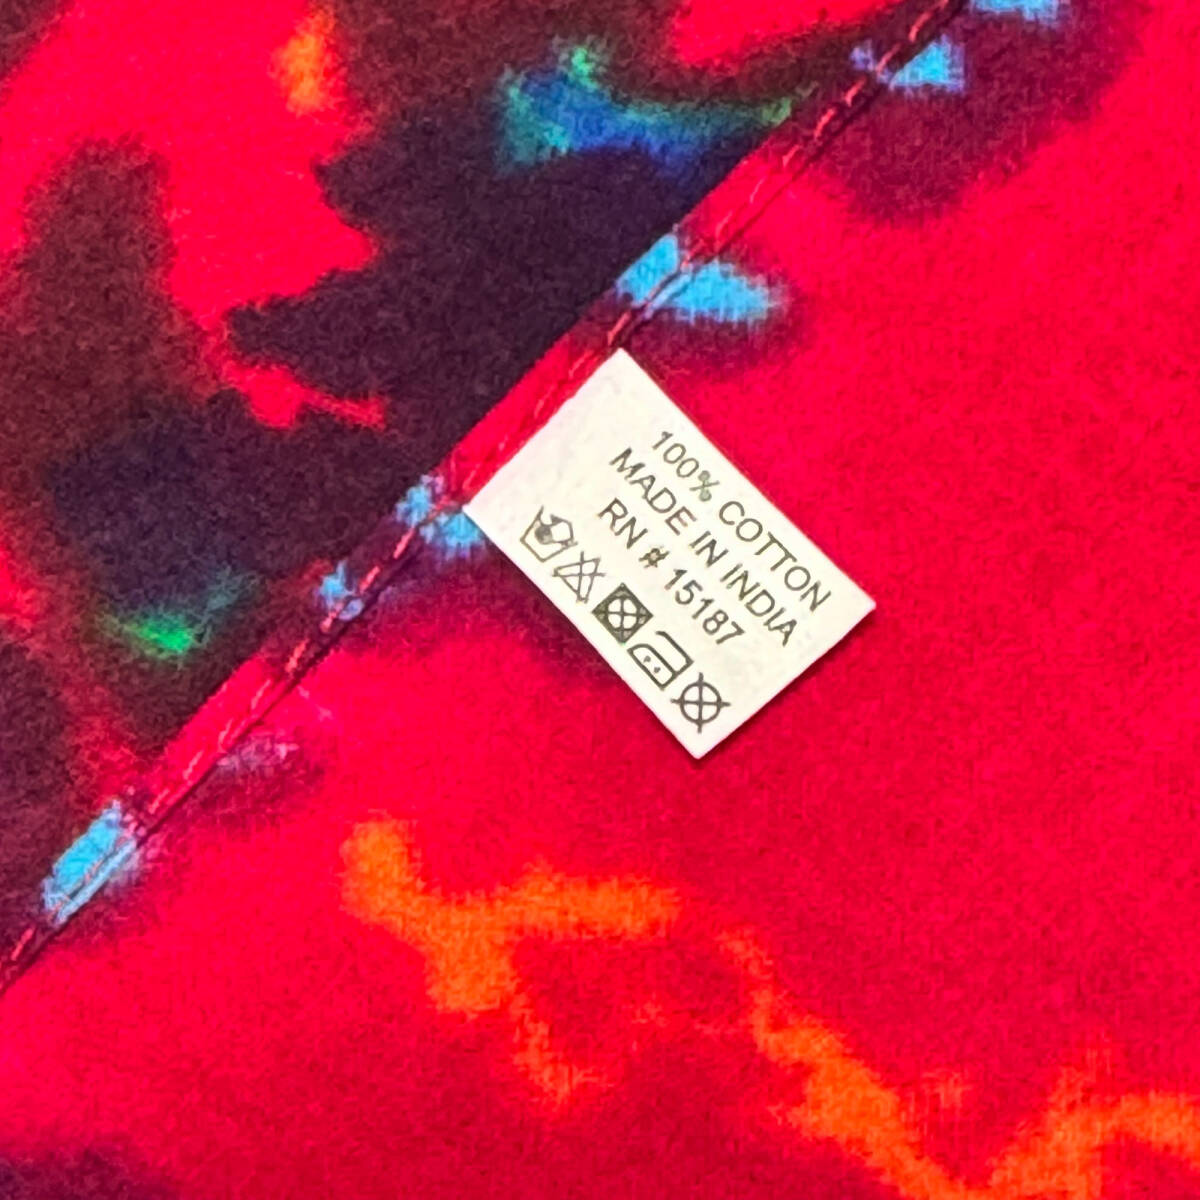 100% COTTON
MADE IN INDIA
RN # 15187